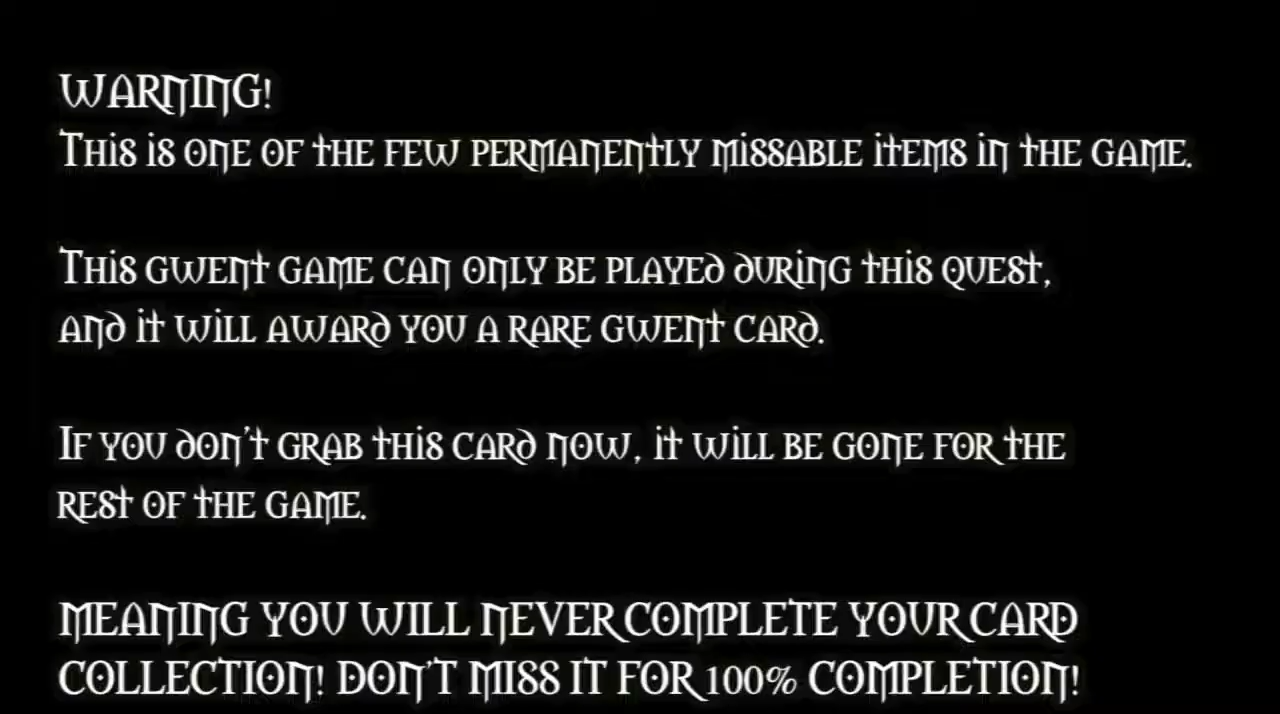 WARNING!
This is one of the few permanently missable items in the game.
This gwent game can only be played during this quest,
and it will award you a rare gwent card.
If you don't grab this card now, it will be gone for the
rest of the game.
MEANING YOU WILL NEVER COMPLETE YOUR CARD
COLLECTION! DON'T MISS IT FOR 100% COMPLETION!